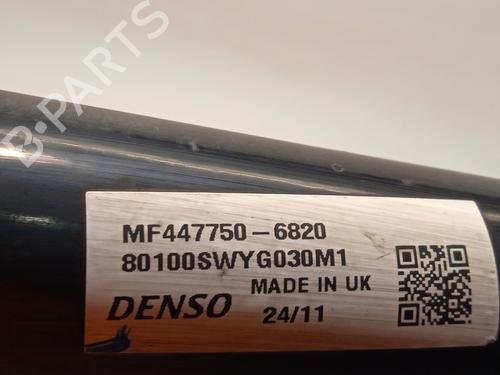 B-PARTS
MF447750-6820
80100SWYG030M1
MADE IN UK
DENSO 24/11